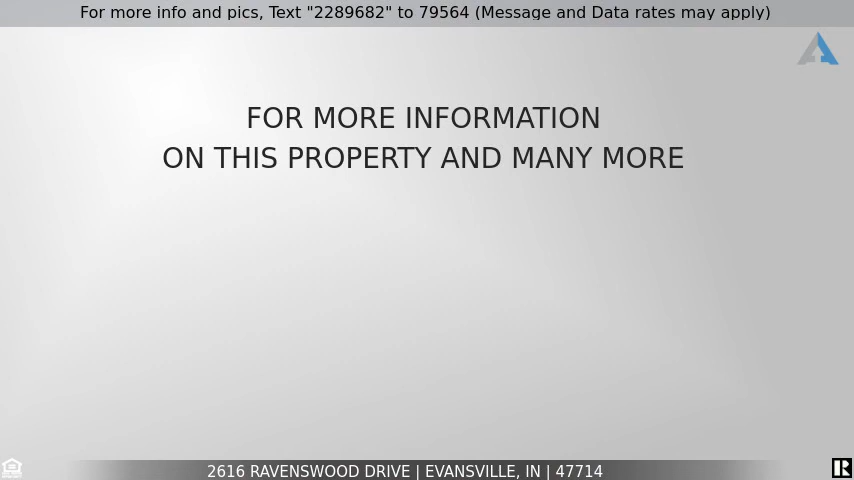 For more info and pics, Text "2289682" to 79564 (Message and Data rates may apply)
FOR MORE INFORMATION
ON THIS PROPERTY AND MANY MORE
2616 RAVENSWOOD DRIVE | EVANSVILLE, IN | 47714